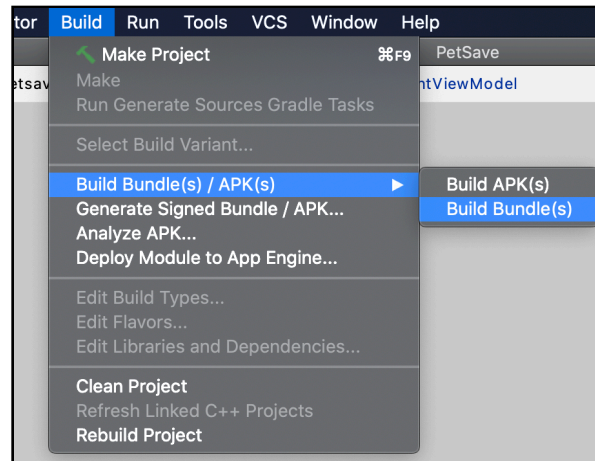 tor Build Run Tools VCS Window Help
Make Project ⌘F9 PetSave
etsav Make ntViewModel
Run Generate Sources Gradle Tasks
Select Build Variant...
Build Bundle(s) / APK(s) ▶ Build APK(s)
Generate Signed Bundle / APK... Build Bundle(s)
Analyze APK...
Deploy Module to App Engine...
Edit Build Types...
Edit Flavors...
Edit Libraries and Dependencies...
Clean Project
Refresh Linked C++ Projects
Rebuild Project